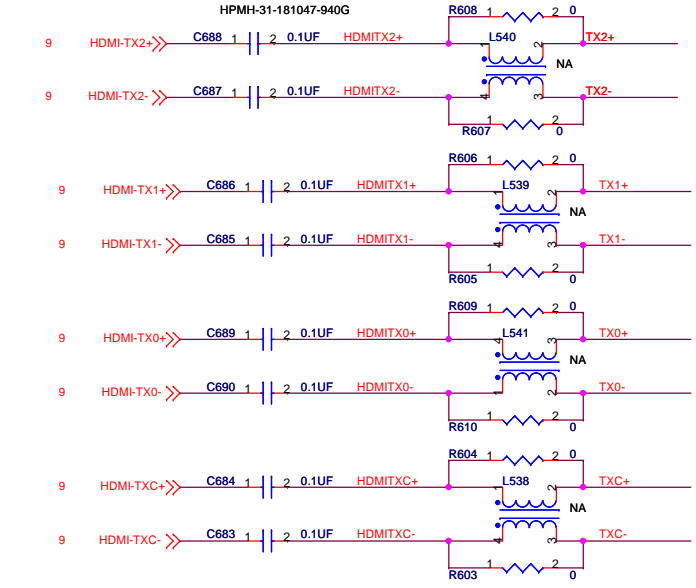 HPMH-31-181047-940G
R608 1 2 0
9 HDMI-TX2+ C688 1 2 0.1UF HDMITX2+ 1 L540 2 TX2+
NA
9 HDMI-TX2- C687 1 2 0.1UF HDMITX2- 4 3 TX2-
R607 1 2 0
R606 1 2 0
9 HDMI-TX1+ C686 1 2 0.1UF HDMITX1+ 1 L539 2 TX1+
NA
9 HDMI-TX1- C685 1 2 0.1UF HDMITX1- 4 3 TX1-
R605 1 2 0
R609 1 2 0
9 HDMI-TX0+ C689 1 2 0.1UF HDMITX0+ 4 L541 3 TX0+
NA
9 HDMI-TX0- C690 1 2 0.1UF HDMITX0- 1 2 TX0-
R610 1 2 0
R604 1 2 0
9 HDMI-TXC+ C684 1 2 0.1UF HDMITXC+ 1 L538 2 TXC+
NA
9 HDMI-TXC- C683 1 2 0.1UF HDMITXC- 4 3 TXC-
R603 1 2 0